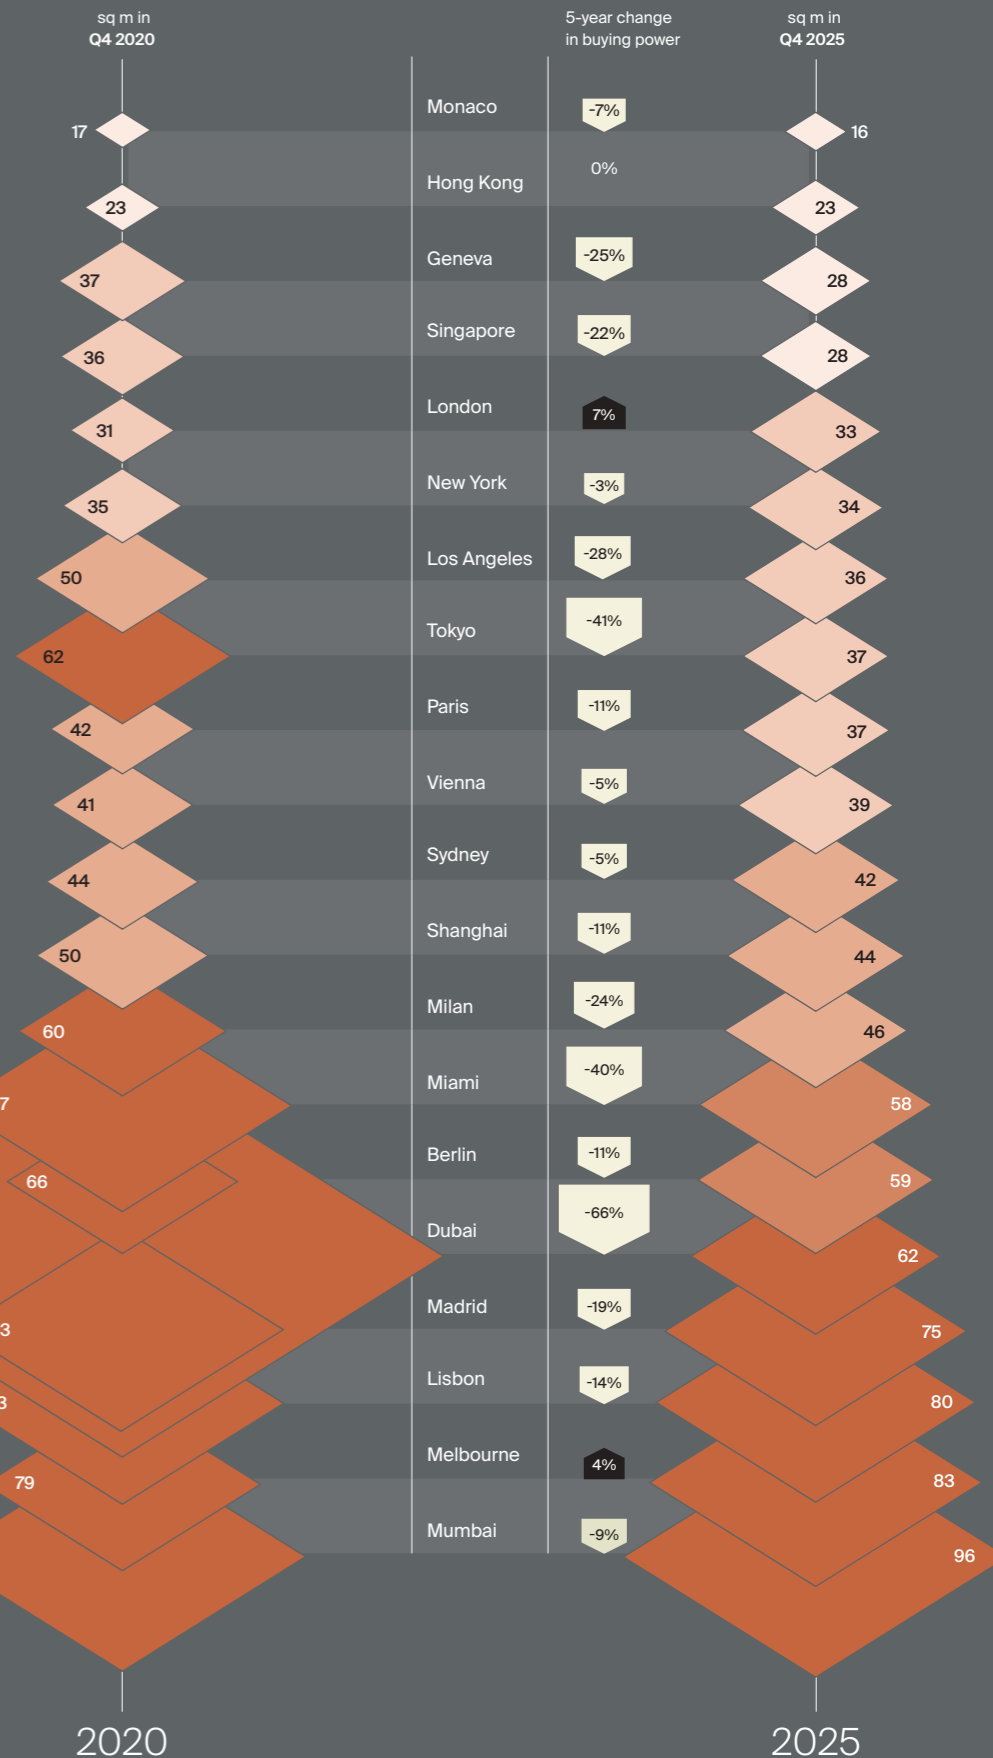 sq m in
Q4 2020
5-year change
in buying power
sq m in
Q4 2025
17
Monaco
-7%
16
23
Hong Kong
0%
23
37
Geneva
-25%
28
36
Singapore
-22%
28
31
London
7%
33
35
New York
-3%
34
50
Los Angeles
-28%
36
62
Tokyo
-41%
37
42
Paris
-11%
37
41
Vienna
-5%
39
44
Sydney
-5%
42
50
Shanghai
-11%
44
60
Milan
-24%
46
7
Miami
-40%
58
66
Berlin
-11%
59
Dubai
-66%
62
3
Madrid
-19%
75
3
Lisbon
-14%
80
79
Melbourne
4%
83
Mumbai
-9%
96
2020
2025